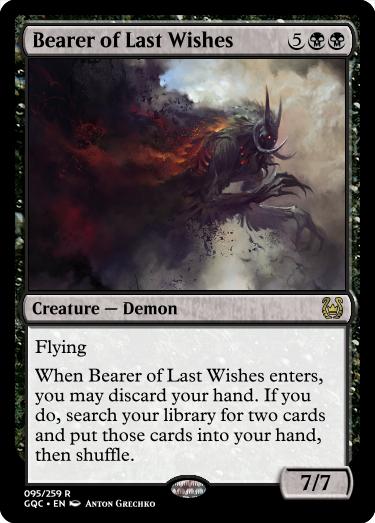 Bearer of Last Wishes 5
Creature — Demon
Flying
When Bearer of Last Wishes enters,
you may discard your hand. If you
do, search your library for two cards
and put those cards into your hand,
then shuffle.
7/7
095/259 R
GQC • EN Anton Grechko